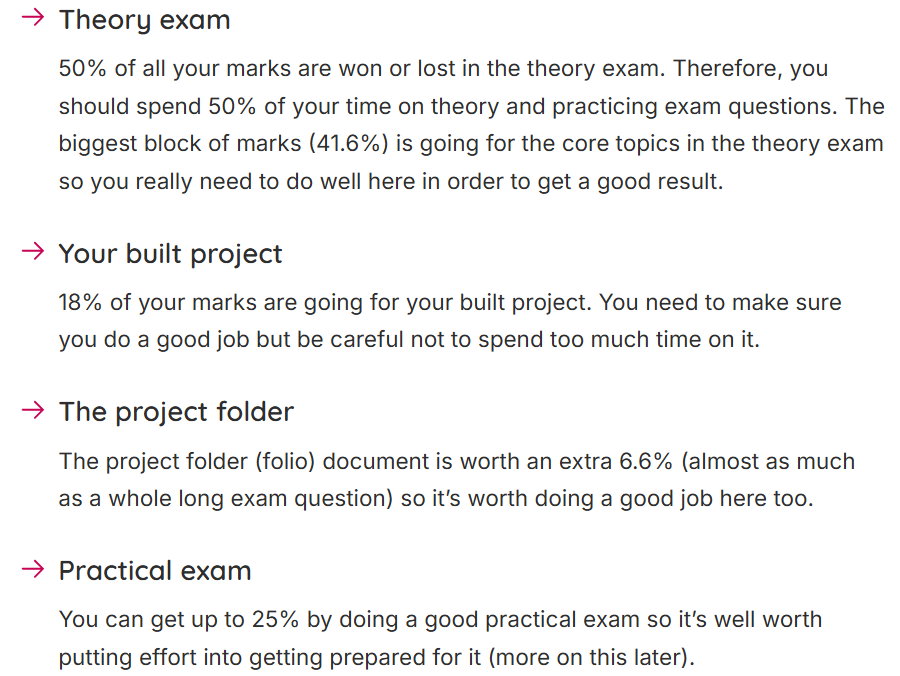 Theory exam
50% of all your marks are won or lost in the theory exam. Therefore, you
should spend 50% of your time on theory and practicing exam questions. The
biggest block of marks (41.6%) is going for the core topics in the theory exam
so you really need to do well here in order to get a good result.
Your built project
18% of your marks are going for your built project. You need to make sure
you do a good job but be careful not to spend too much time on it.
The project folder
The project folder (folio) document is worth an extra 6.6% (almost as much
as a whole long exam question) so it’s worth doing a good job here too.
Practical exam
You can get up to 25% by doing a good practical exam so it’s well worth
putting effort into getting prepared for it (more on this later).